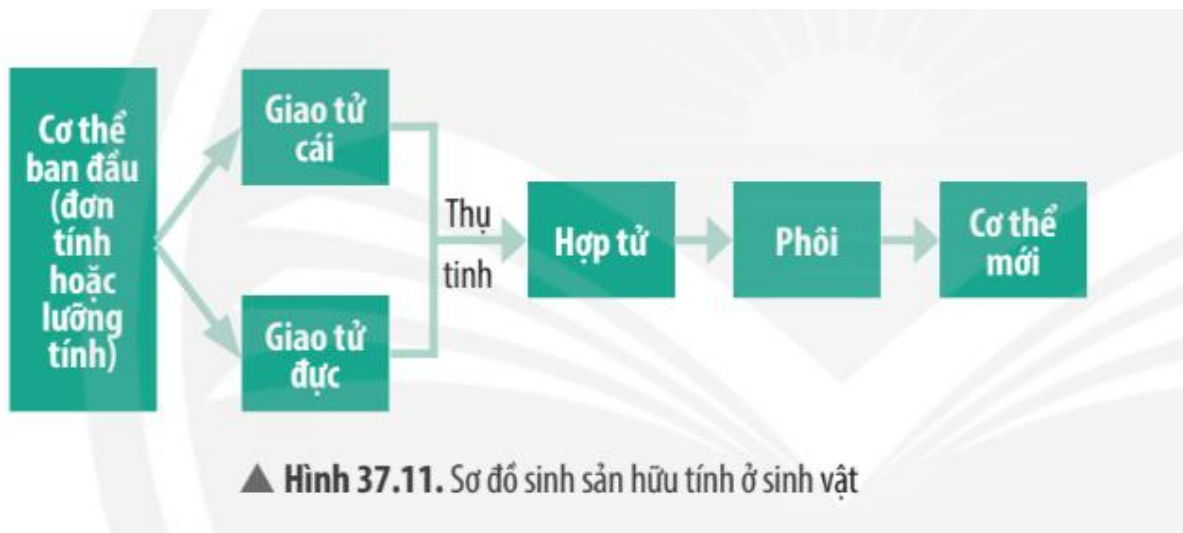 Cơ thể
ban đầu
(đơn
tính
hoặc
lưỡng
tính)
Giao tử
cái
Giao tử
đực
Thụ
tinh
Hợp tử
Phôi
Cơ thể
mới
▲ Hình 37.11. Sơ đồ sinh sản hữu tính ở sinh vật